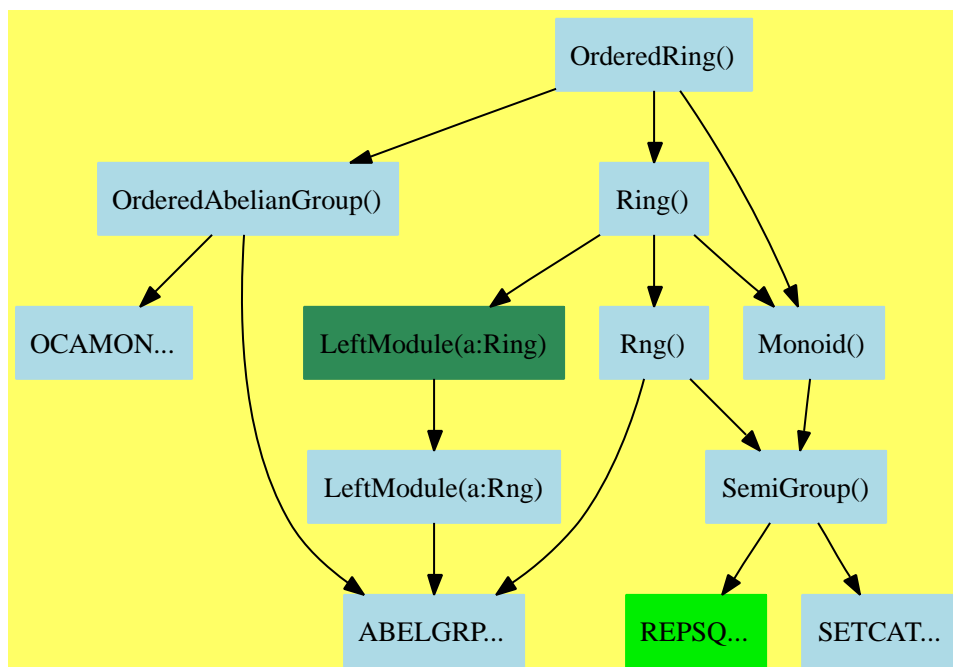 OrderedRing()
OrderedAbelianGroup()
Ring()
OCAMON...
LeftModule(a:Ring)
Rng()
Monoid()
LeftModule(a:Rng)
SemiGroup()
ABELGRP...
REPSQ...
SETCAT...